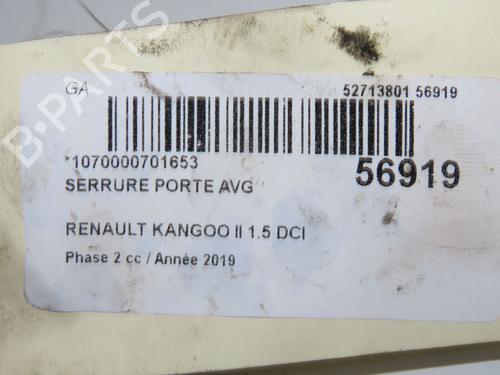 B-PARTS
GA 52713801 56919
*1070000701653 56919
SERRURE PORTE AVG
RENAULT KANGOO II 1.5 DCI
Phase 2 cc / Année 2019